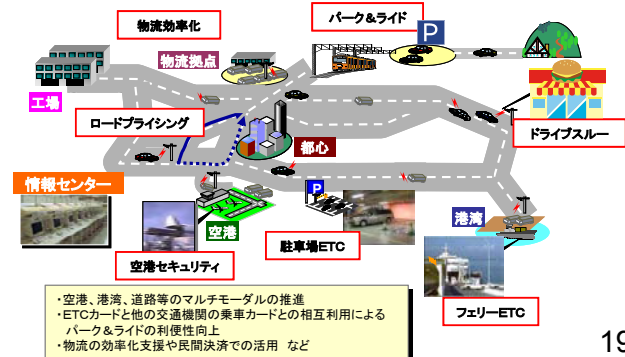 物流効率化
パーク＆ライド
P
物流拠点
工場
ロードプライシング
都心
ドライブスルー
情報センター
P
空港
港湾
駐車場ETC
空港セキュリティ
フェリーETC
・空港、港湾、道路等のマルチモーダルの推進
・ETCカードと他の交通機関の乗車カードとの相互利用による
パーク＆ライドの利便性向上
・物流の効率化支援や民間決済での活用 など
19